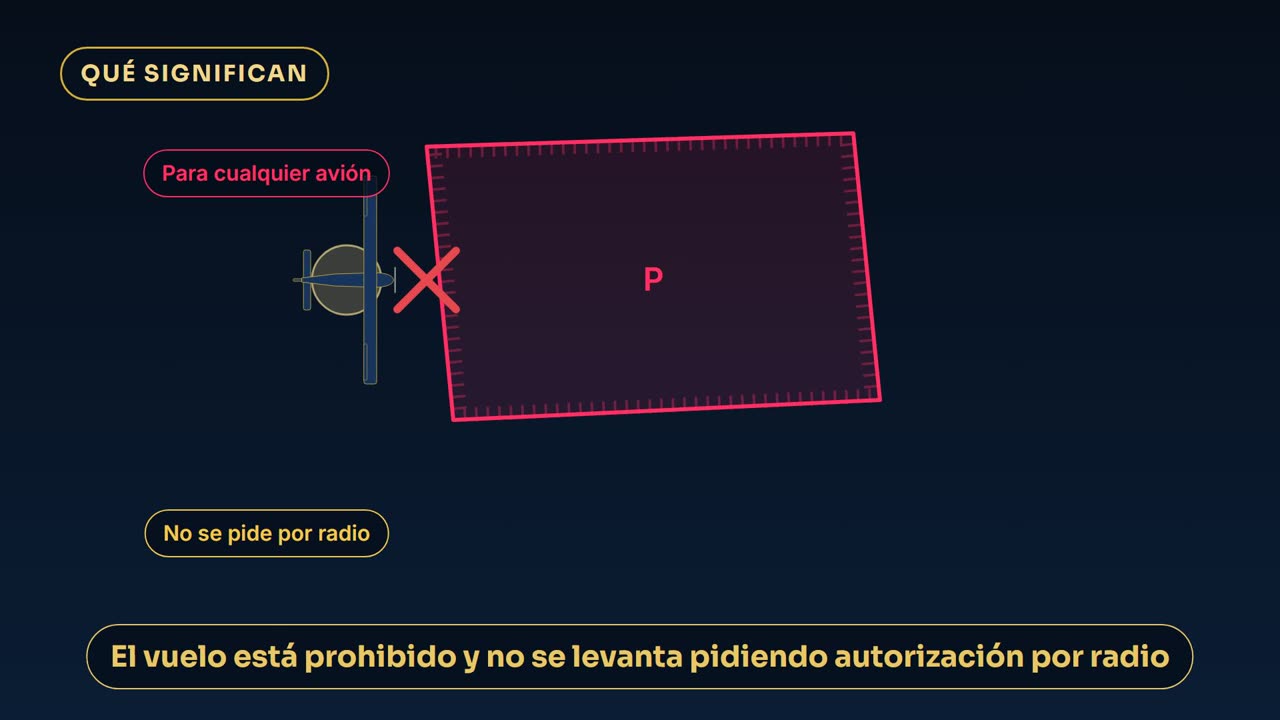 QUÉ SIGNIFICAN
Para cualquier avión
P
No se pide por radio
El vuelo está prohibido y no se levanta pidiendo autorización por radio